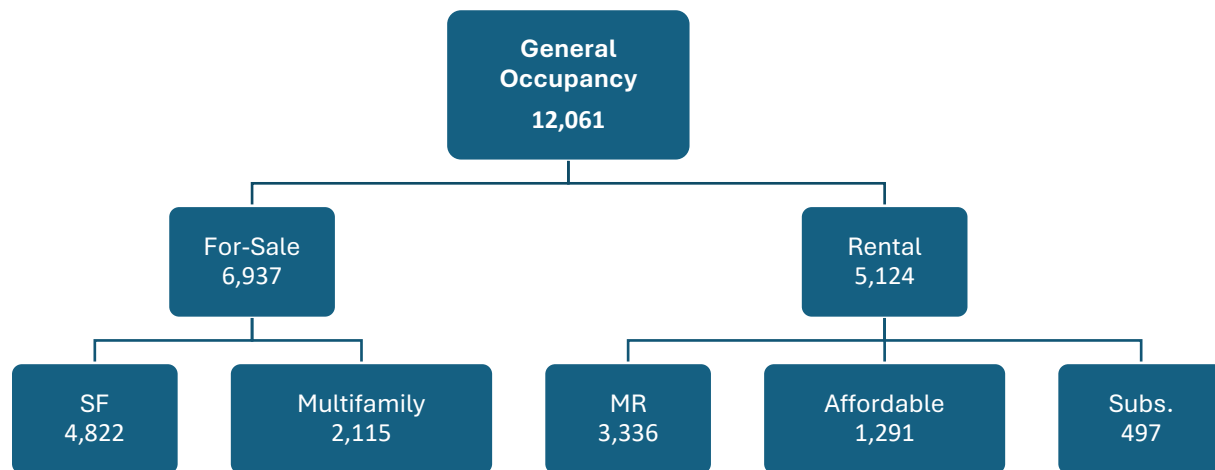 General
Occupancy
12,061
For-Sale
6,937
Rental
5,124
SF
4,822
Multifamily
2,115
MR
3,336
Affordable
1,291
Subs.
497